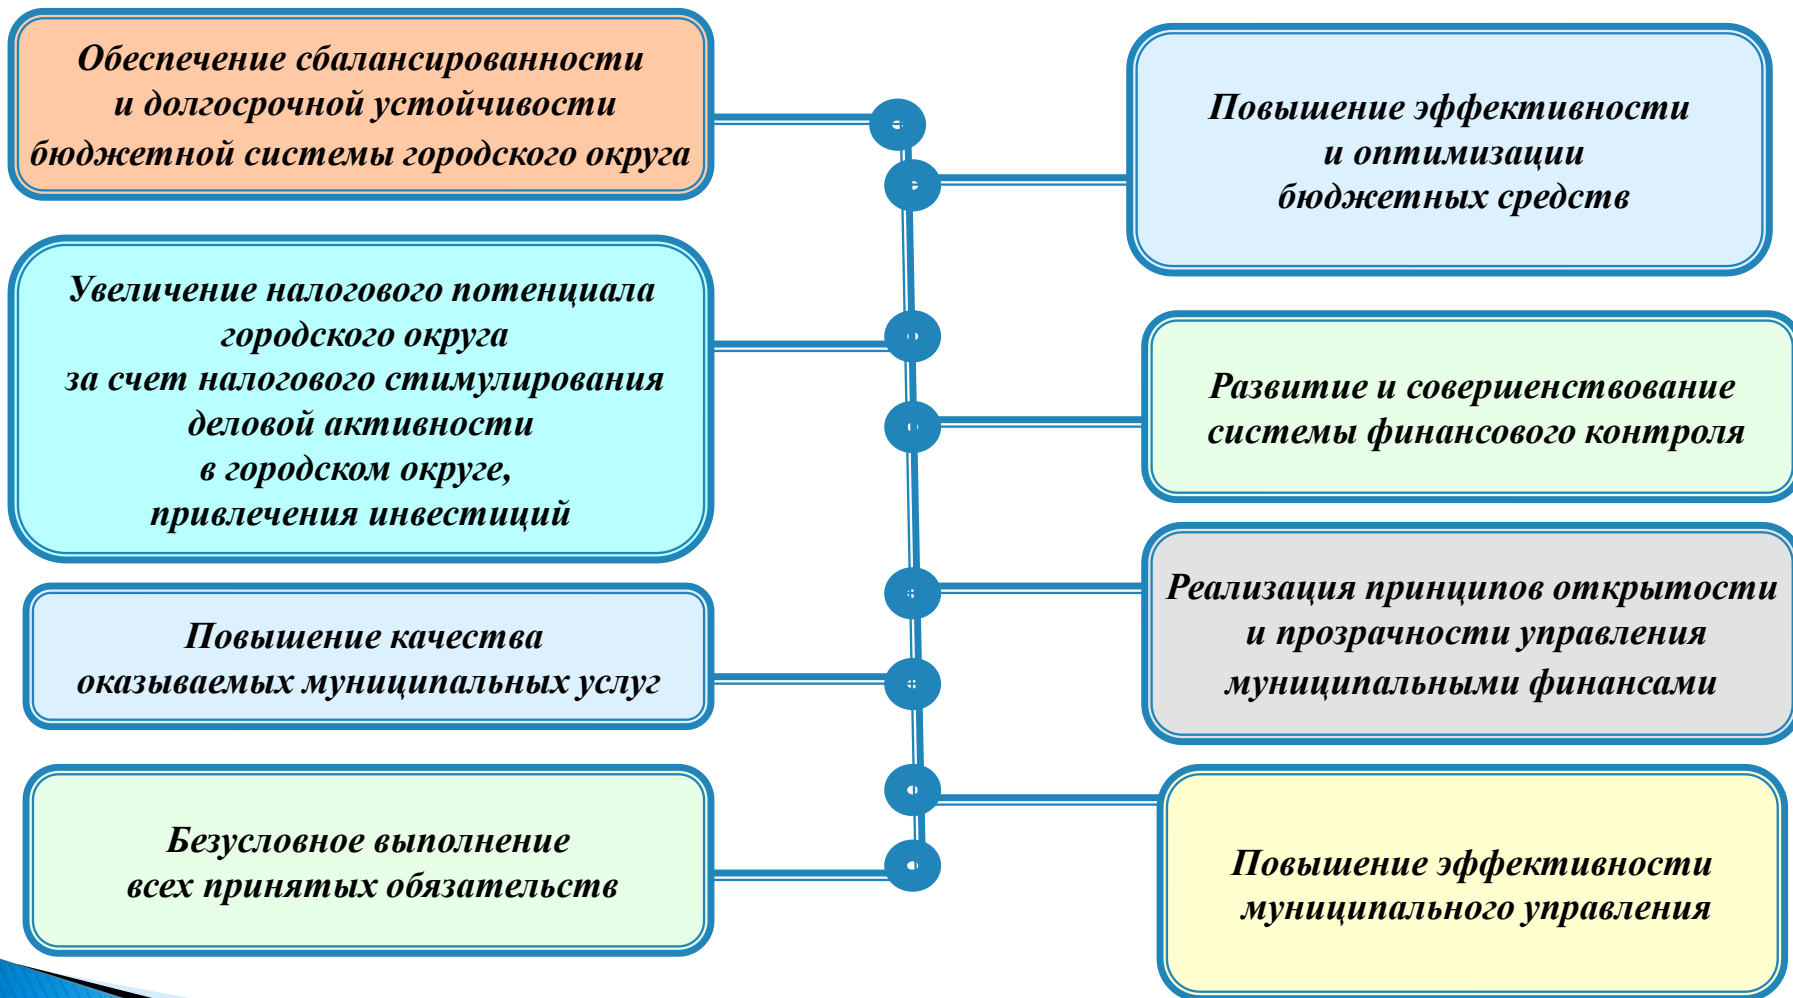 Обеспечение сбалансированности
и долгосрочной устойчивости
бюджетной системы городского округа
Увеличение налогового потенциала
городского округа
за счет налогового стимулирования
деловой активности
в городском округе,
привлечения инвестиций
Повышение качества
оказываемых муниципальных услуг
Безусловное выполнение
всех принятых обязательств
Повышение эффективности
и оптимизации
бюджетных средств
Развитие и совершенствование
системы финансового контроля
Реализация принципов открытости
и прозрачности управления
муниципальными финансами
Повышение эффективности
муниципального управления